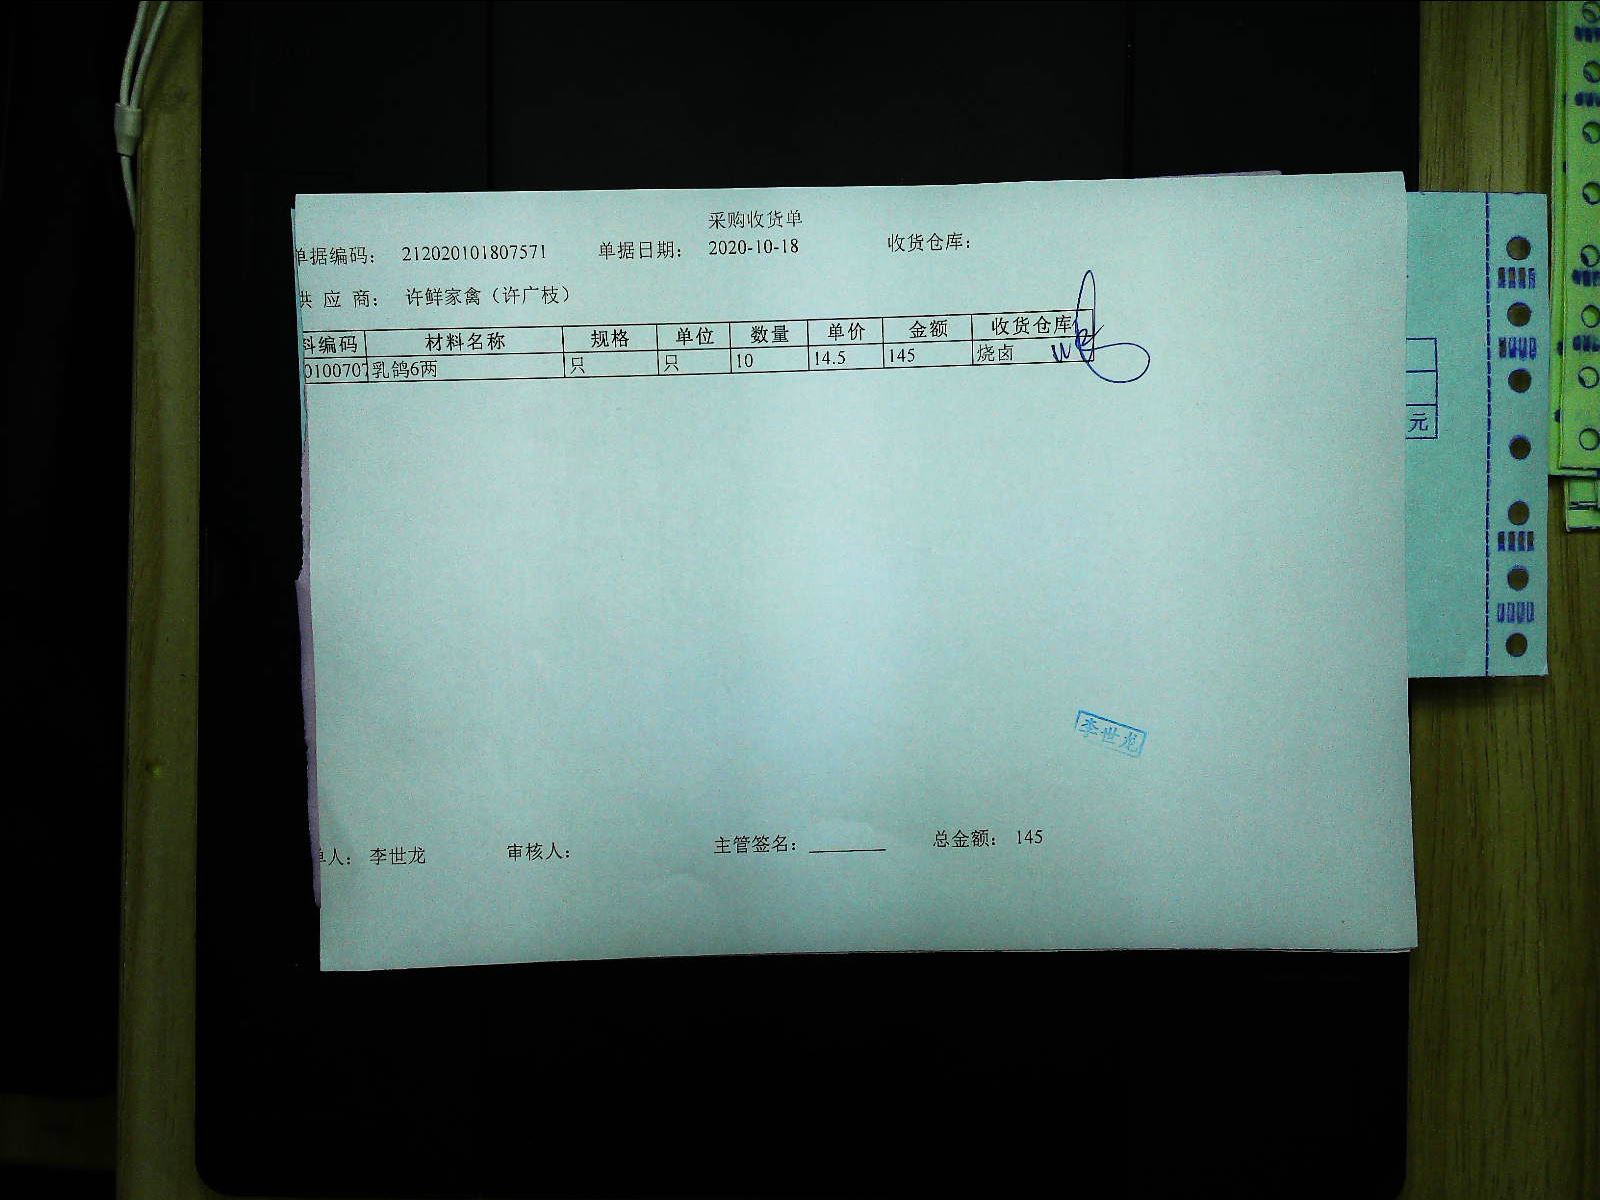 采购收货单
单据编码： 212020101807571 单据日期： 2020-10-18 收货仓库：
供 应 商： 许鲜家禽（许广枝）
料编码 材料名称 规格 单位 数量 单价 金额 收货仓库
0100707 乳鸽6两 只 只 10 14.5 145 烧卤
元
李世龙
单人： 李世龙 审核人： 主管签名： 总金额： 145